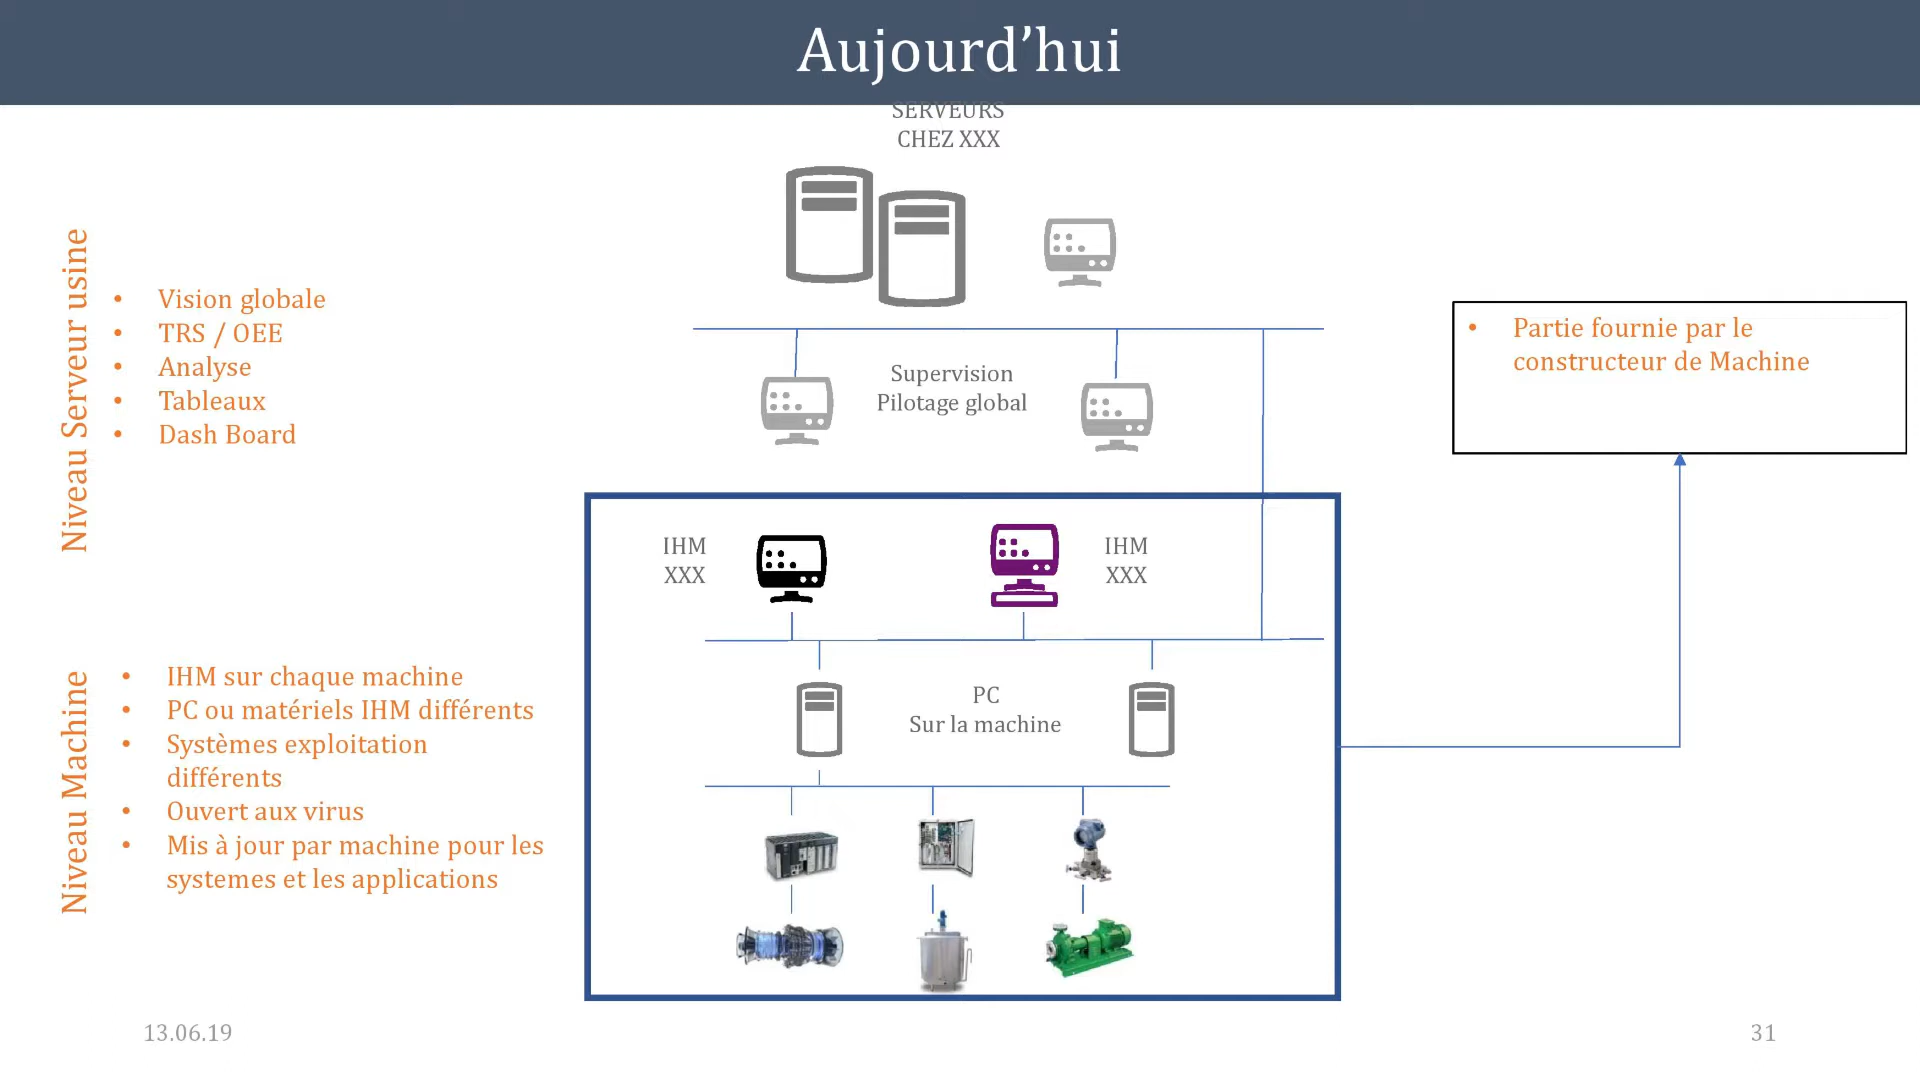 Aujourd’hui
SERVEURS
CHEZ XXX
Niveau Serveur usine
• Vision globale
• TRS / OEE
• Analyse
• Tableaux
• Dash Board
Supervision
Pilotage global
• Partie fournie par le
constructeur de Machine
IHM
XXX
IHM
XXX
Niveau Machine
• IHM sur chaque machine
• PC ou matériels IHM différents
• Systèmes exploitation
différents
• Ouvert aux virus
• Mis à jour par machine pour les
systemes et les applications
PC
Sur la machine
13.06.19
31